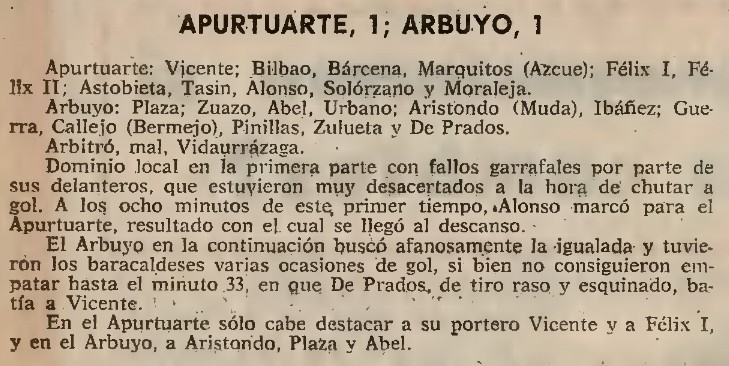 APURTUARTE, 1; ARBUYO, 1
Apurtuarte: Vicente; Bilbao, Bárcena, Marquitos (Azcue); Félix I, Fé-
lix II; Astobieta, Tasin, Alonso, Solórzano y Moraleja.
Arbuyo: Plaza; Zuazo, Abel, Urbano; Aristondo (Muda), Ibáñez; Gue-
rra, Callejo (Bermejo), Pinillas, Zulueta y De Prados.
Arbitró, mal, Vidaurrázaga.
Dominio local en la primera parte con fallos garrafales por parte de
sus delanteros, que estuvieron muy desacertados a la hora de chutar a
gol. A los ocho minutos de este primer tiempo, Alonso marcó para el
Apurtuarte, resultado con el cual se llegó al descanso.
El Arbuyo en la continuación buscó afanosamente la igualada y tuvie-
ron los baracaldeses varias ocasiones de gol, si bien no consiguieron em-
patar hasta el minuto 33, en que De Prados, de tiro raso y esquinado, ba-
tía a Vicente.
En el Apurtuarte sólo cabe destacar a su portero Vicente y a Félix I,
y en el Arbuyo, a Aristondo, Plaza y Abel.